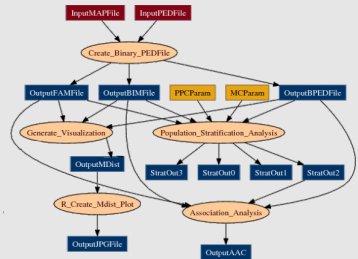 InputMAPFile InputPEDFile
Create_Binary_PEDFile
OutputFAMFile OutputBIMFile PPCParam MCParam OutputBPEDFile
Generate_Visualization Population_Stratification_Analysis
OutputMDist StratOut3 StratOut0 StratOut1 StratOut2
R_Create_Mdist_Plot Association_Analysis
OutputJPGFile OutputAAC